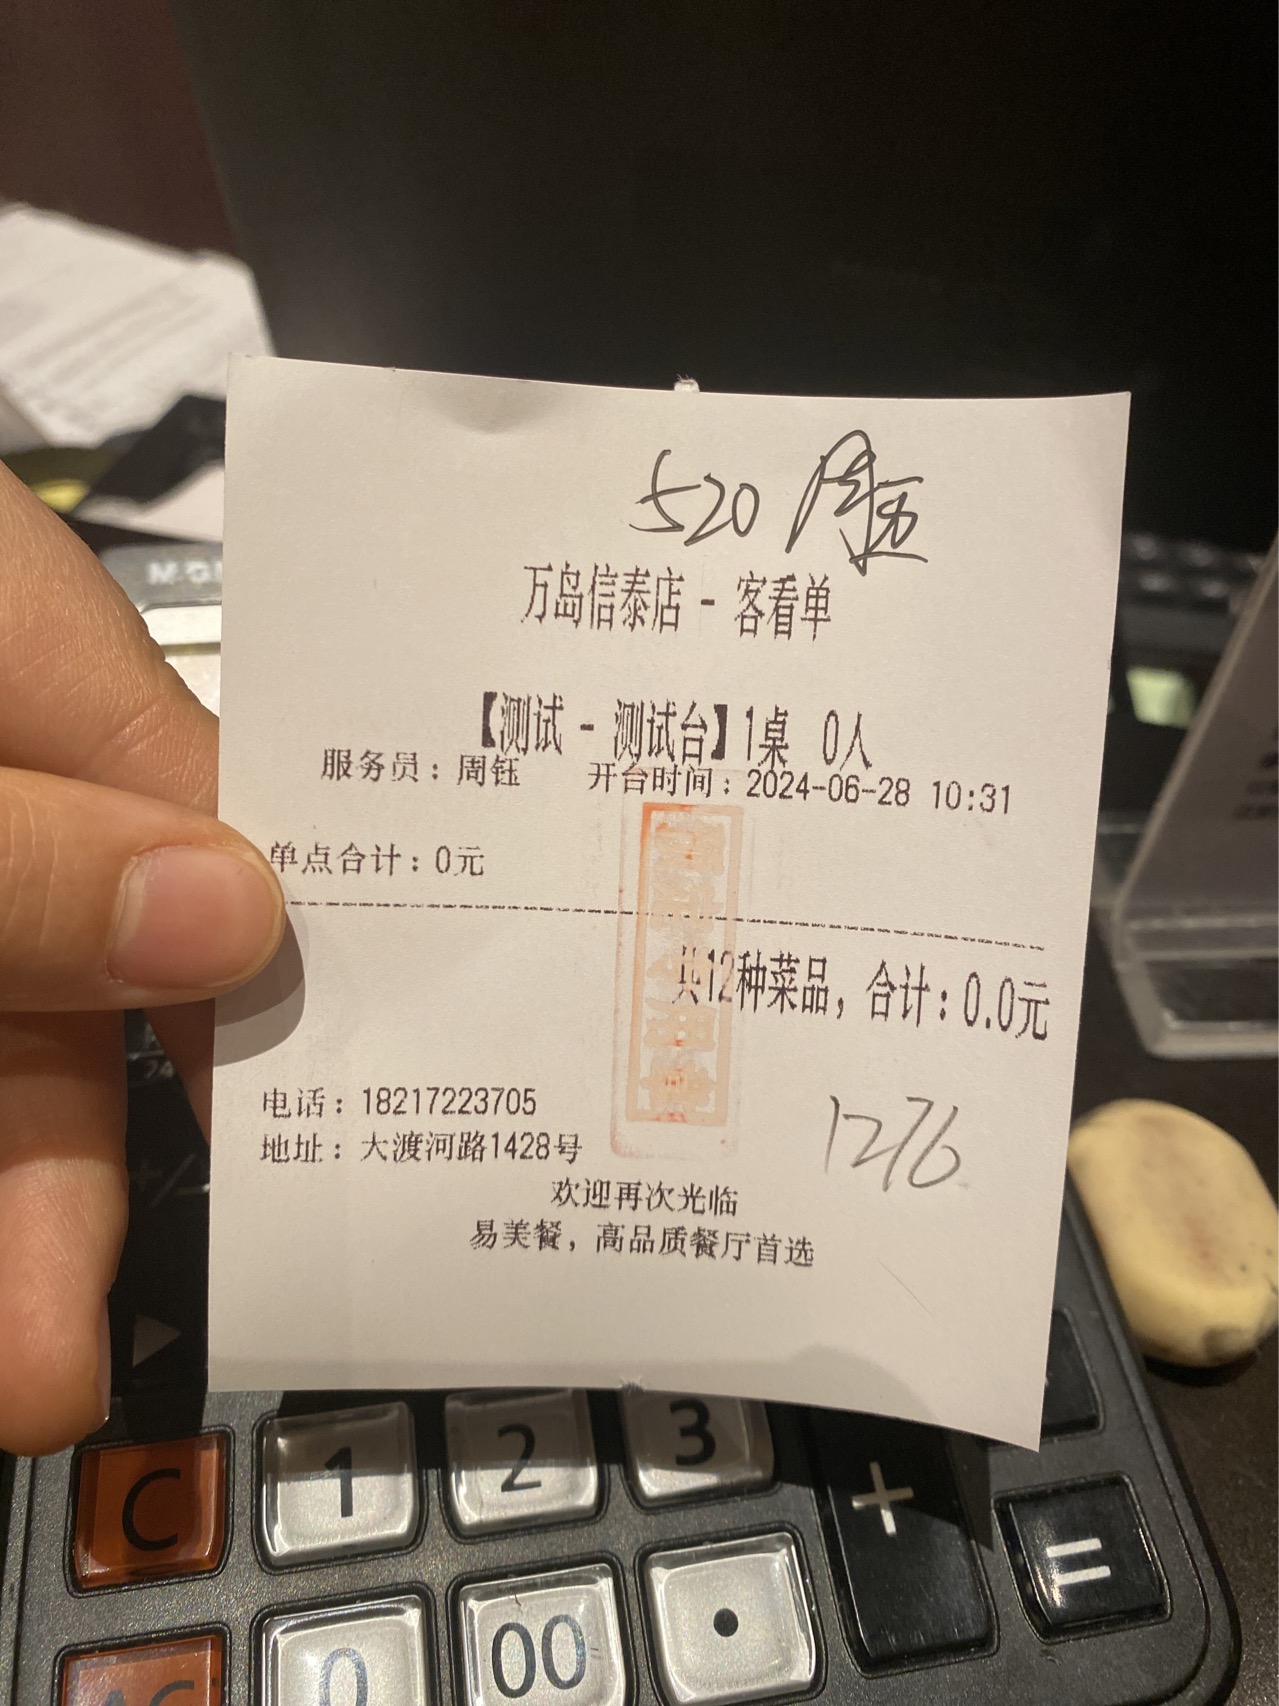 520
万岛信泰店 - 客看单
【测试 - 测试台】1桌 0人
服务员：周钰 开台时间：2024-06-28 10:31
单点合计：0元
共12种菜品，合计：0.0元
1276
电话：18217223705
地址：大渡河路1428号
欢迎再次光临
易美餐，高品质餐厅首选
C 1 2 3 +
0 00 • =